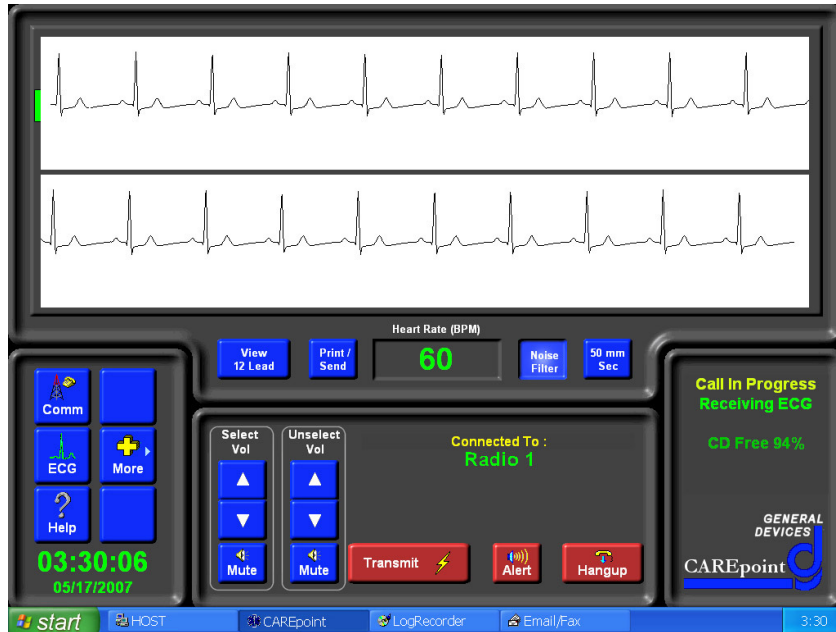 Heart Rate (BPM)
View
12 Lead
Print /
Send
60
Noise
Filter
50 mm
Sec
Comm
ECG
More
Help
03:30:06
05/17/2007
Select
Vol
Unselect
Vol
Mute
Mute
Connected To :
Radio 1
Transmit
Alert
Hangup
Call In Progress
Receiving ECG
CD Free 94%
GENERAL
DEVICES
CAREpoint
start
HOST
CAREpoint
LogRecorder
Email/Fax
3:30